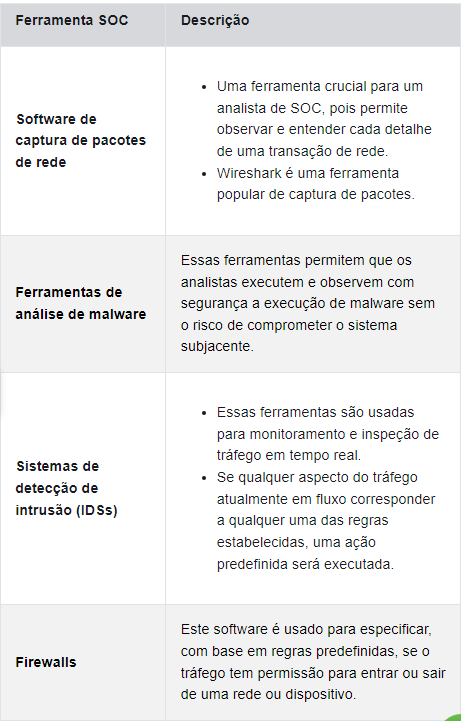 Ferramenta SOC
Descrição
Software de
captura de pacotes
de rede
Uma ferramenta crucial para um
analista de SOC, pois permite
observar e entender cada detalhe
de uma transação de rede.
Wireshark é uma ferramenta
popular de captura de pacotes.
Ferramentas de
análise de malware
Essas ferramentas permitem que os
analistas executem e observem com
segurança a execução de malware sem
o risco de comprometer o sistema
subjacente.
Sistemas de
detecção de
intrusão (IDSs)
Essas ferramentas são usadas
para monitoramento e inspeção de
tráfego em tempo real.
Se qualquer aspecto do tráfego
atualmente em fluxo corresponder
a qualquer uma das regras
estabelecidas, uma ação
predefinida será executada.
Firewalls
Este software é usado para especificar,
com base em regras predefinidas, se o
tráfego tem permissão para entrar ou sair
de uma rede ou dispositivo.